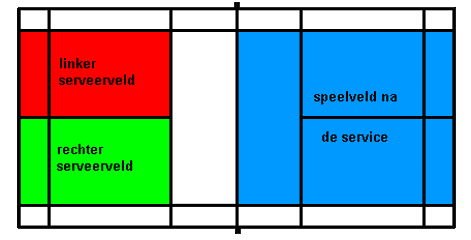 linker
serveerveld
rechter
serveerveld
speelveld na
de service